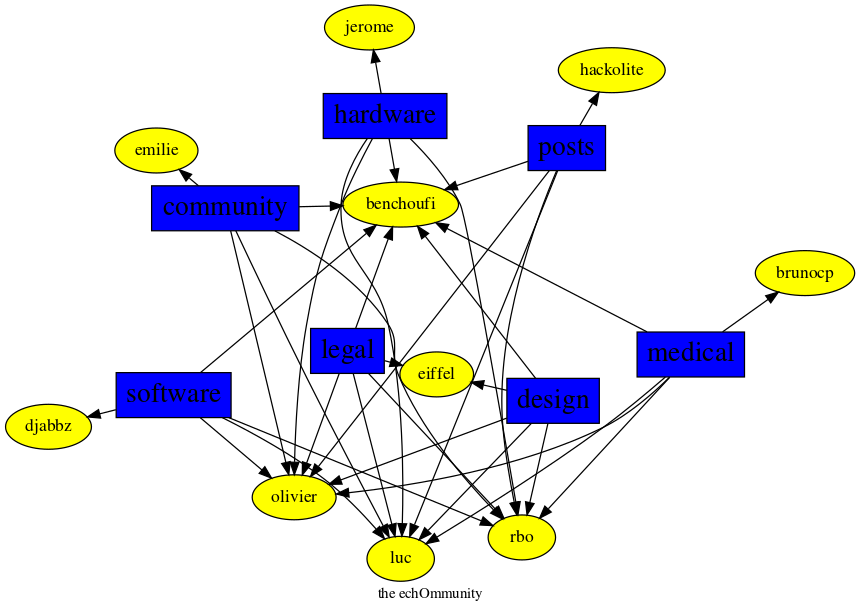 jerome
hackolite
hardware
posts
emilie
community
benchoufi
brunocp
legal
medical
eiffel
software
design
djabbz
olivier
rbo
luc
the echOmmunity